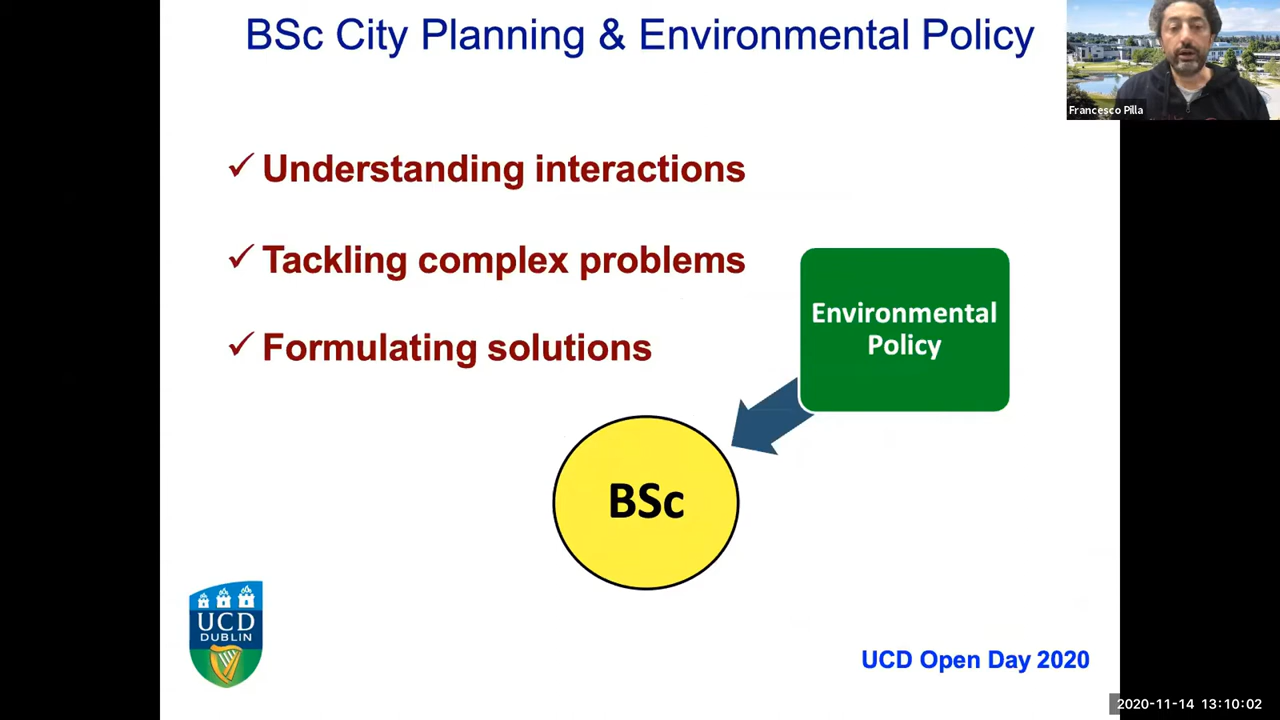 BSc City Planning & Environmental Policy
Francesco Pilla
✓ Understanding interactions
✓ Tackling complex problems
✓ Formulating solutions
Environmental
Policy
BSc
UCD
DUBLIN
UCD Open Day 2020
2020-11-14 13:10:02